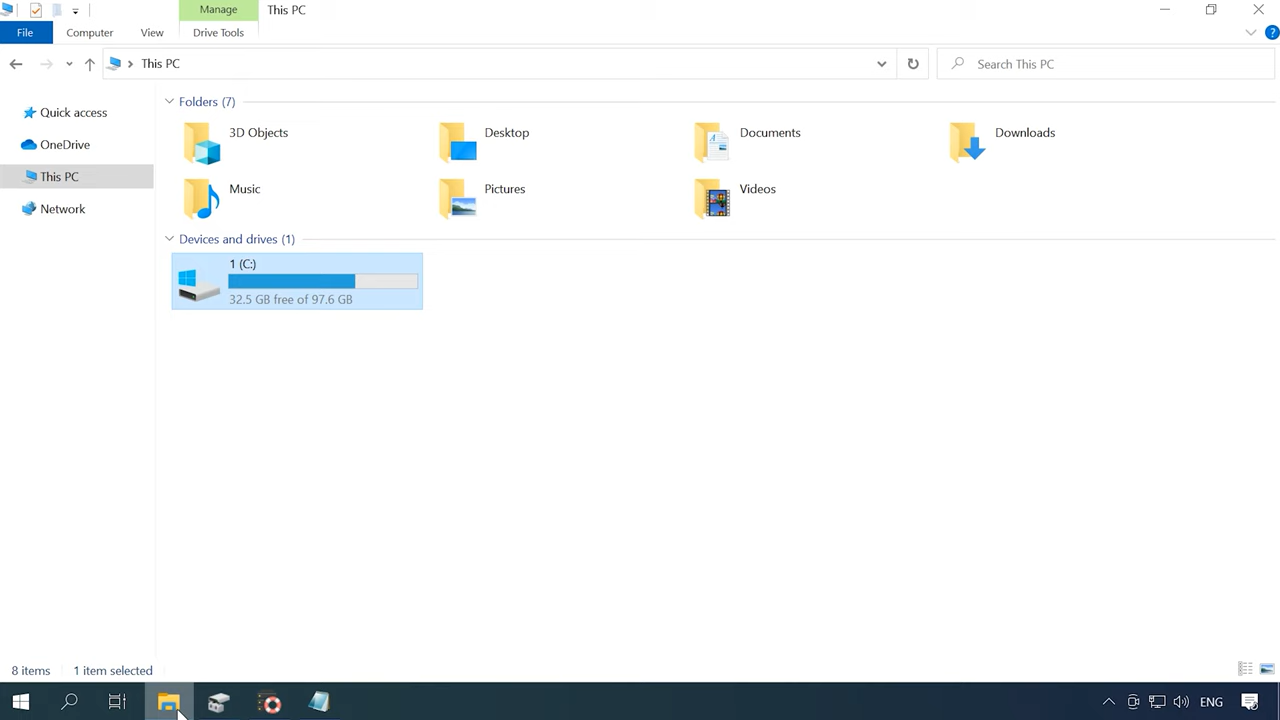 Manage
This PC
File
Computer
View
Drive Tools
This PC
Search This PC
Quick access
OneDrive
This PC
Network
Folders (7)
3D Objects
Desktop
Documents
Downloads
Music
Pictures
Videos
Devices and drives (1)
1 (C:)
32.5 GB free of 97.6 GB
8 items
1 item selected
ENG